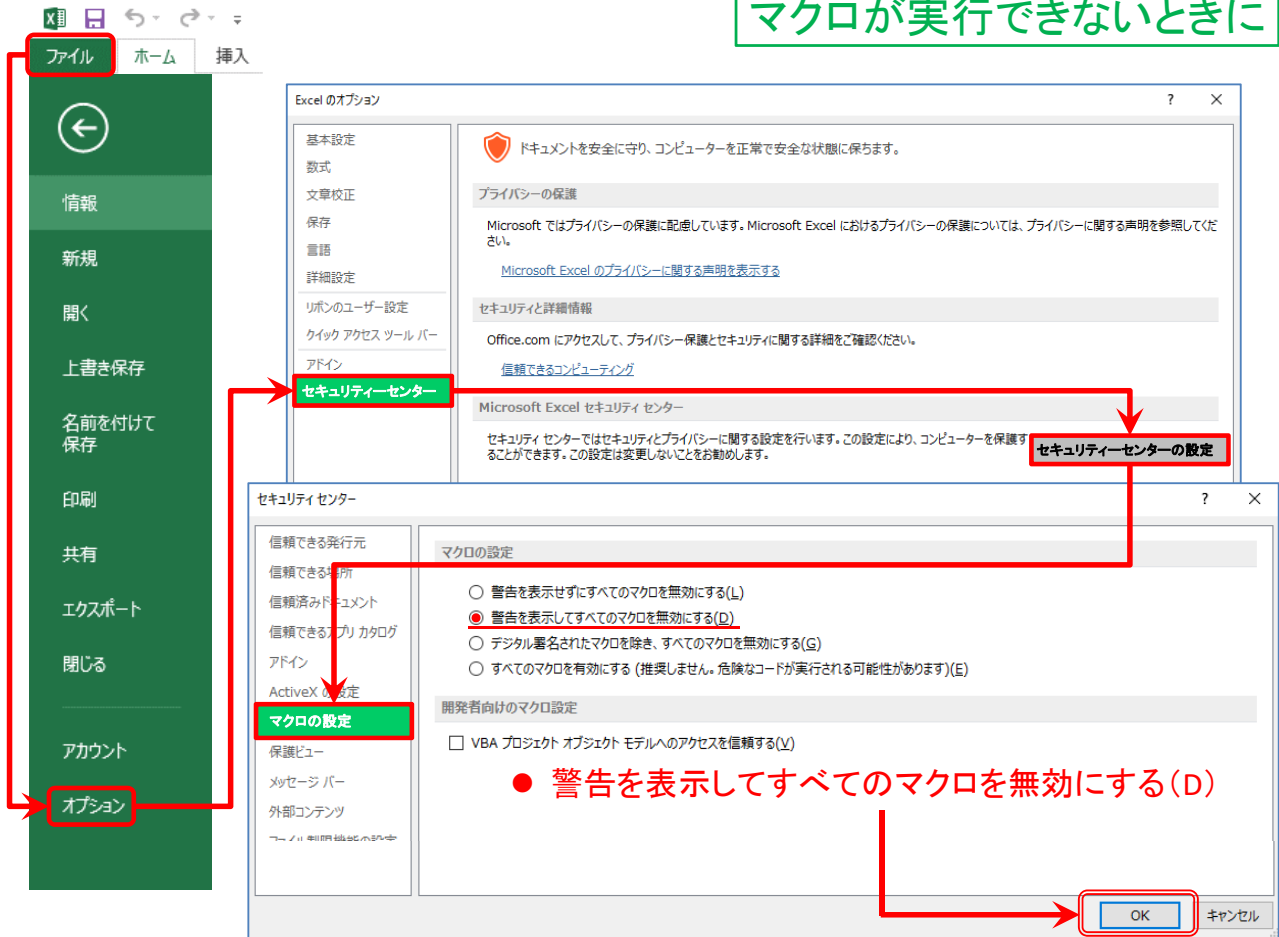 マクロが実行できないときに
ファイル ホーム 挿入
情報
新規
開く
上書き保存
名前を付けて
保存
印刷
共有
エクスポート
閉じる
アカウント
オプション
Excel のオプション ? ×
基本設定
数式
文章校正
保存
言語
詳細設定
リボンのユーザー設定
クイック アクセス ツール バー
アドイン
セキュリティーセンター
ドキュメントを安全に守り、コンピューターを正常で安全な状態に保ちます。
プライバシーの保護
Microsoft ではプライバシーの保護に配慮しています。Microsoft Excel におけるプライバシーの保護については、プライバシーに関する声明を参照してくだ
さい。
Microsoft Excel のプライバシーに関する声明を表示する
セキュリティと詳細情報
Office.com にアクセスして、プライバシー保護とセキュリティに関する詳細をご確認ください。
信頼できるコンピューティング
Microsoft Excel セキュリティ センター
セキュリティ センターではセキュリティとプライバシーに関する設定を行います。この設定により、コンピューターを保護す
ることができます。この設定は変更しないことをお勧めします。
セキュリティーセンターの設定
セキュリティ センター ? ×
信頼できる発行元
信頼できる場所
信頼済みドキュメント
信頼できるアプリ カタログ
アドイン
ActiveX の設定
マクロの設定
保護ビュー
メッセージ バー
外部コンテンツ
ファイル制限機能の設定
マクロの設定
警告を表示せずにすべてのマクロを無効にする(L)
警告を表示してすべてのマクロを無効にする(D)
デジタル署名されたマクロを除き、すべてのマクロを無効にする(G)
すべてのマクロを有効にする (推奨しません。危険なコードが実行される可能性があります)(E)
開発者向けのマクロ設定
VBA プロジェクト オブジェクト モデルへのアクセスを信頼する(V)
● 警告を表示してすべてのマクロを無効にする(D)
OK キャンセル